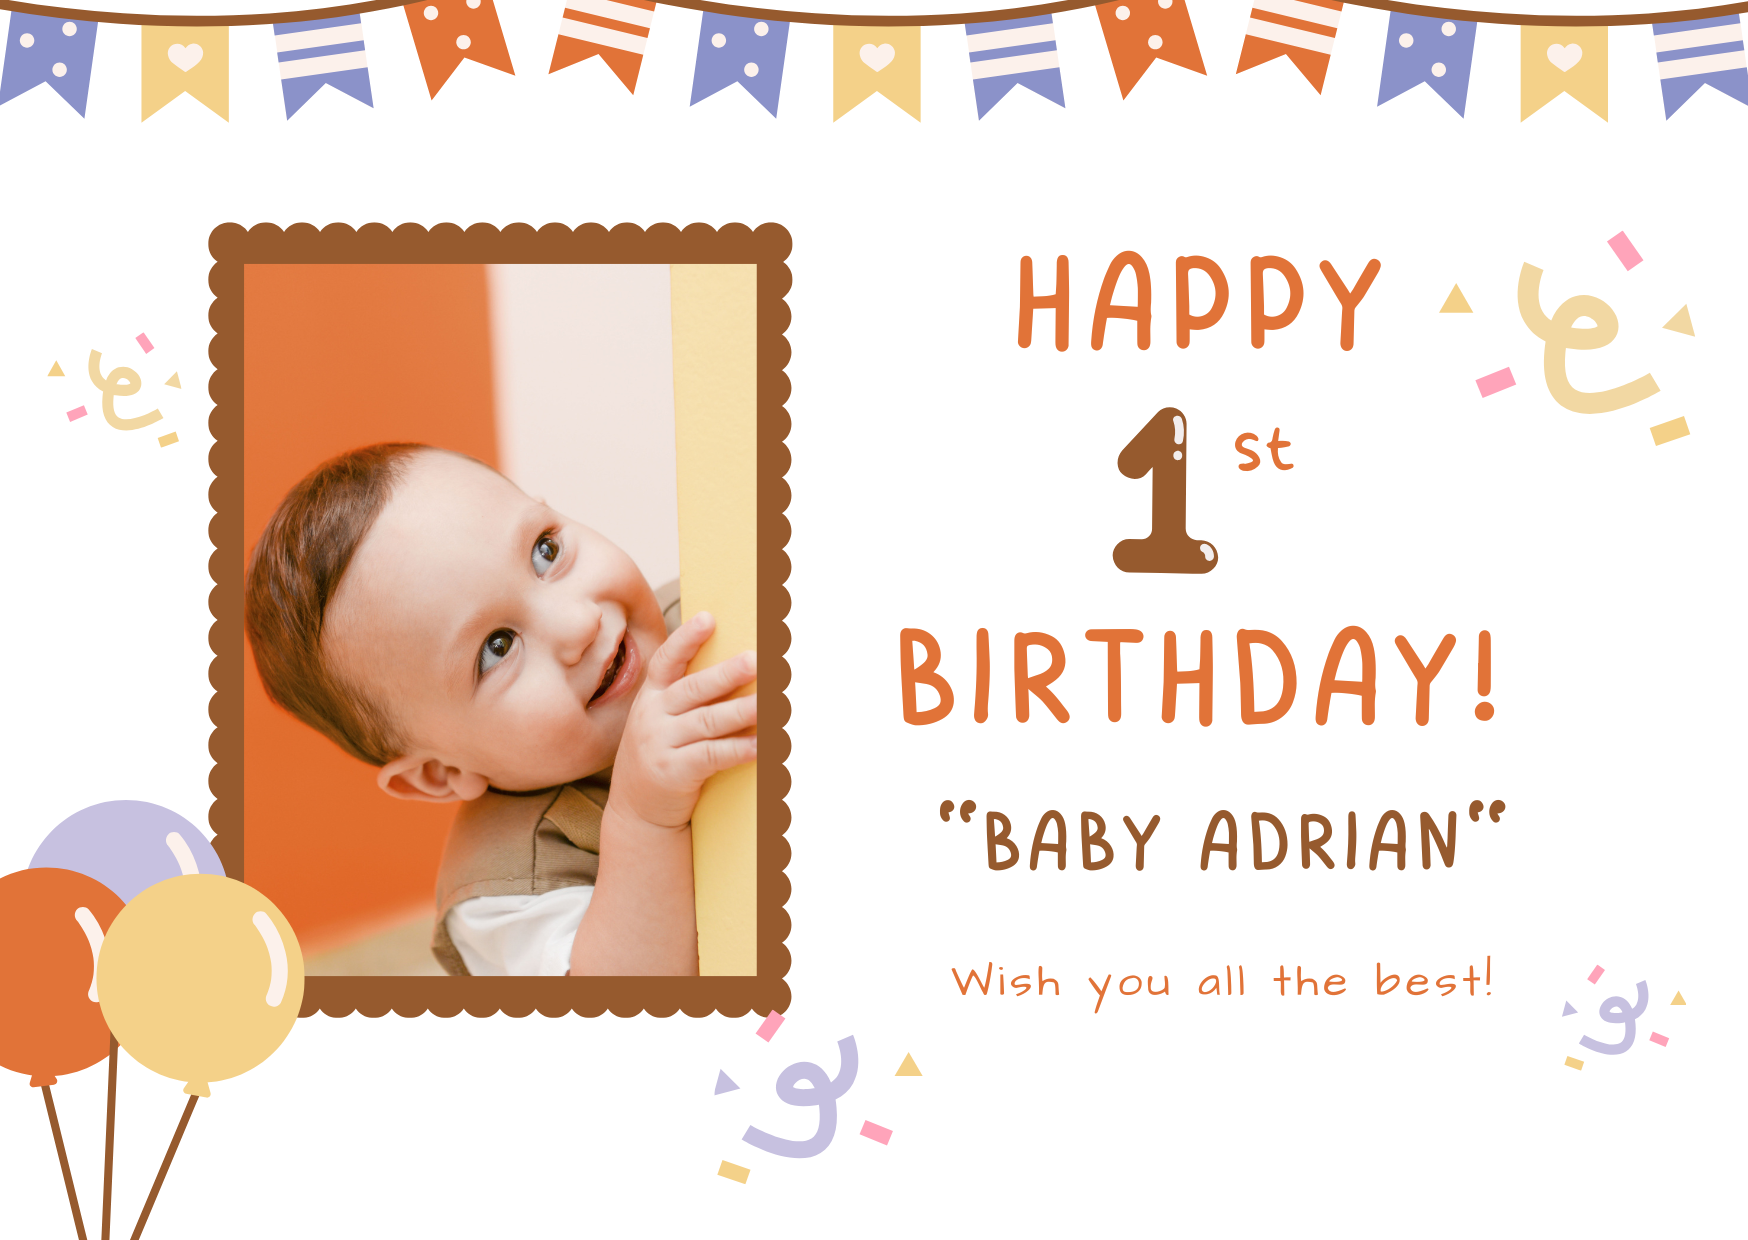 HAPPY
1st
BIRTHDAY!
“BABY ADRIAN“
Wish you all the best!